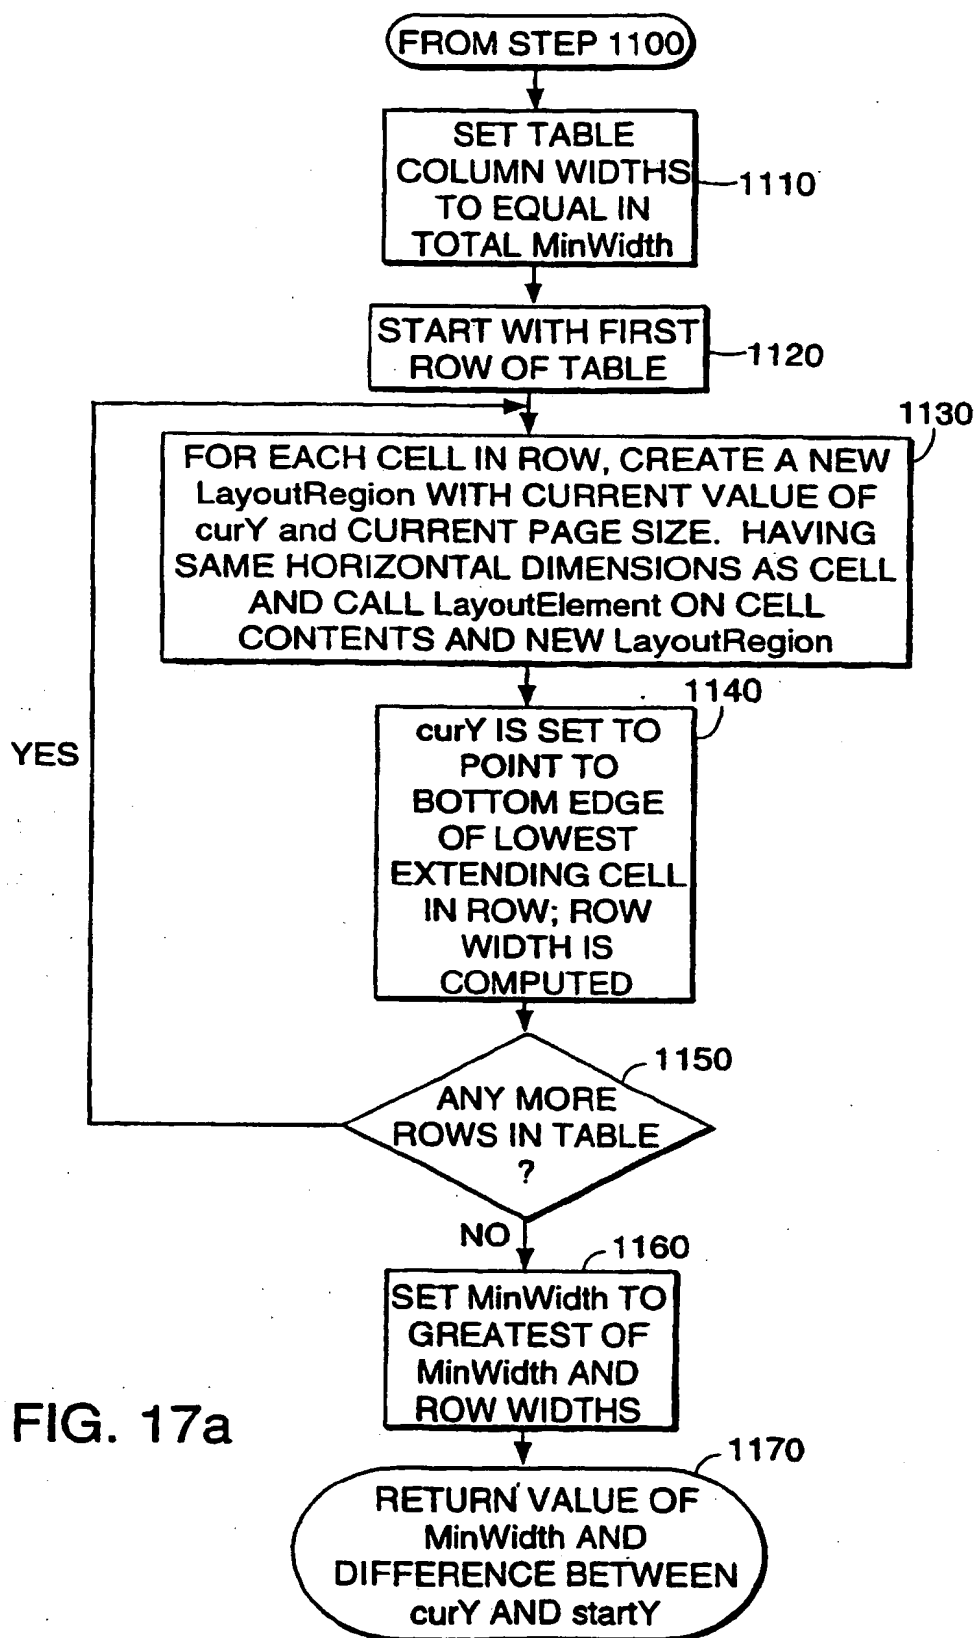 FROM STEP 1100
SET TABLE
COLUMN WIDTHS
TO EQUAL IN
TOTAL MinWidth
1110
START WITH FIRST
ROW OF TABLE
1120
1130
FOR EACH CELL IN ROW, CREATE A NEW
LayoutRegion WITH CURRENT VALUE OF
curY and CURRENT PAGE SIZE. HAVING
SAME HORIZONTAL DIMENSIONS AS CELL
AND CALL LayoutElement ON CELL
CONTENTS AND NEW LayoutRegion
1140
curY IS SET TO
POINT TO
BOTTOM EDGE
OF LOWEST
EXTENDING CELL
IN ROW; ROW
WIDTH IS
COMPUTED
YES
1150
ANY MORE
ROWS IN TABLE
?
NO
1160
SET MinWidth TO
GREATEST OF
MinWidth AND
ROW WIDTHS
FIG. 17a
1170
RETURN VALUE OF
MinWidth AND
DIFFERENCE BETWEEN
curY AND startY